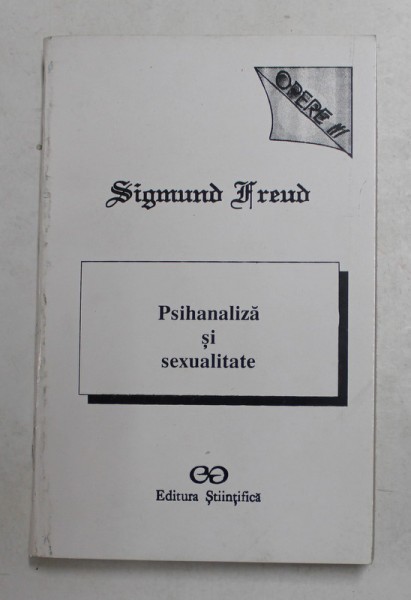 OPERE III
Sigmund Freud
Psihanaliză
și
sexualitate
Editura Științifică